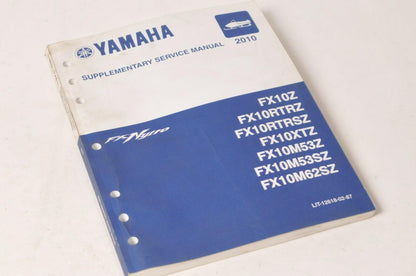 YAMAHA
SUPPLEMENTARY SERVICE MANUAL
2010
FX Nytro
FX10Z
FX10RTRZ
FX10RTRSZ
FX10XTZ
FX10M53Z
FX10M53SZ
FX10M62SZ
LIT-12618-02-87